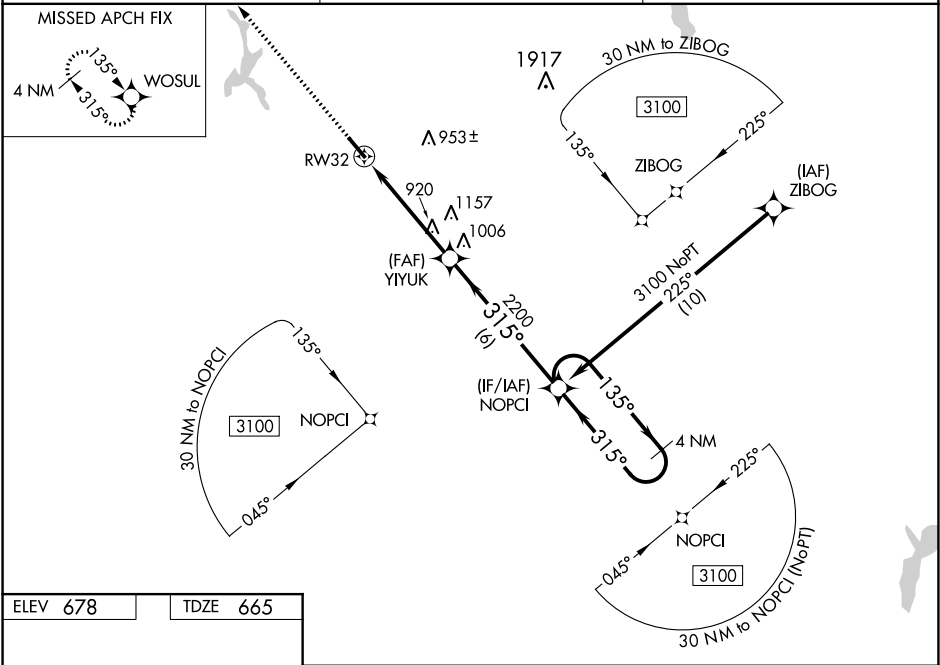 MISSED APCH FIX
135°
WOSUL
4 NM
315°
30 NM to ZIBOG
1917
3100
135°
225°
ZIBOG
(IAF)
ZIBOG
953±
RW32
920
1157
1006
(FAF)
YIYUK
3100 NoPT
225°
(10)
2200
315°
(6)
(IF/IAF)
NOPCI
135°
315°
4 NM
30 NM to NOPCI
135°
3100
NOPCI
045°
225°
NOPCI
045°
3100
30 NM to NOPCI (NoPT)
ELEV 678
TDZE 665